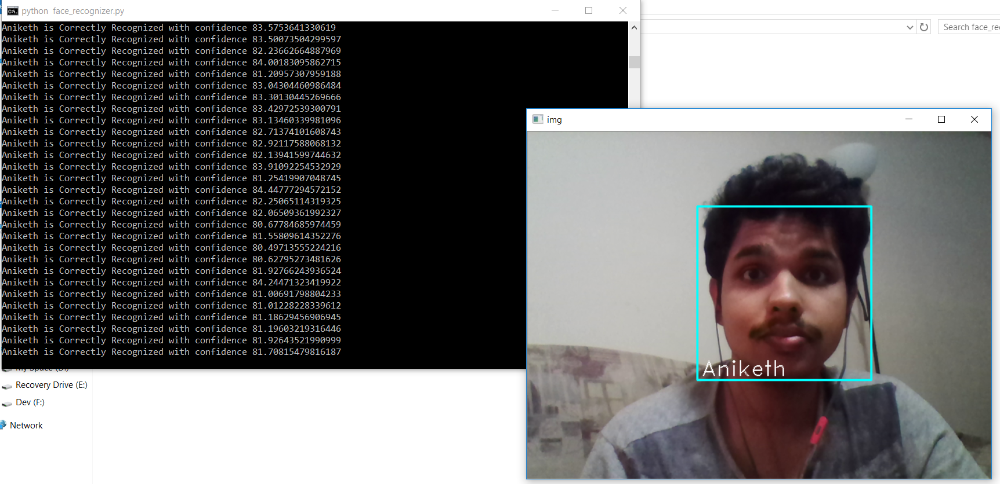 python  face_recognizer.py
Search face_re
Aniketh is Correctly Recognized with confidence 83.5753641330619
Aniketh is Correctly Recognized with confidence 83.50073504299597
Aniketh is Correctly Recognized with confidence 82.23662664887969
Aniketh is Correctly Recognized with confidence 84.00183095862715
Aniketh is Correctly Recognized with confidence 81.20957307959188
Aniketh is Correctly Recognized with confidence 83.04304460986484
Aniketh is Correctly Recognized with confidence 83.30130445269666
Aniketh is Correctly Recognized with confidence 83.42972539300791
Aniketh is Correctly Recognized with confidence 83.13460339981096
Aniketh is Correctly Recognized with confidence 82.71374101608743
Aniketh is Correctly Recognized with confidence 82.92117588068132
Aniketh is Correctly Recognized with confidence 82.13941599744632
Aniketh is Correctly Recognized with confidence 83.91092254532929
Aniketh is Correctly Recognized with confidence 81.25419907048745
Aniketh is Correctly Recognized with confidence 84.44777294572152
Aniketh is Correctly Recognized with confidence 82.25065114319325
Aniketh is Correctly Recognized with confidence 82.06509361992327
Aniketh is Correctly Recognized with confidence 80.67784685974459
Aniketh is Correctly Recognized with confidence 81.55809614352276
Aniketh is Correctly Recognized with confidence 80.49713555224216
Aniketh is Correctly Recognized with confidence 80.62795273481626
Aniketh is Correctly Recognized with confidence 81.92766243936524
Aniketh is Correctly Recognized with confidence 84.24471323419922
Aniketh is Correctly Recognized with confidence 81.00691798804233
Aniketh is Correctly Recognized with confidence 81.01228228339612
Aniketh is Correctly Recognized with confidence 81.18629456906945
Aniketh is Correctly Recognized with confidence 81.19603219316446
Aniketh is Correctly Recognized with confidence 81.92643521990999
Aniketh is Correctly Recognized with confidence 81.70815479816187
My Space (D:)
Recovery Drive (E:)
Dev (F:)
Network
img
Aniketh